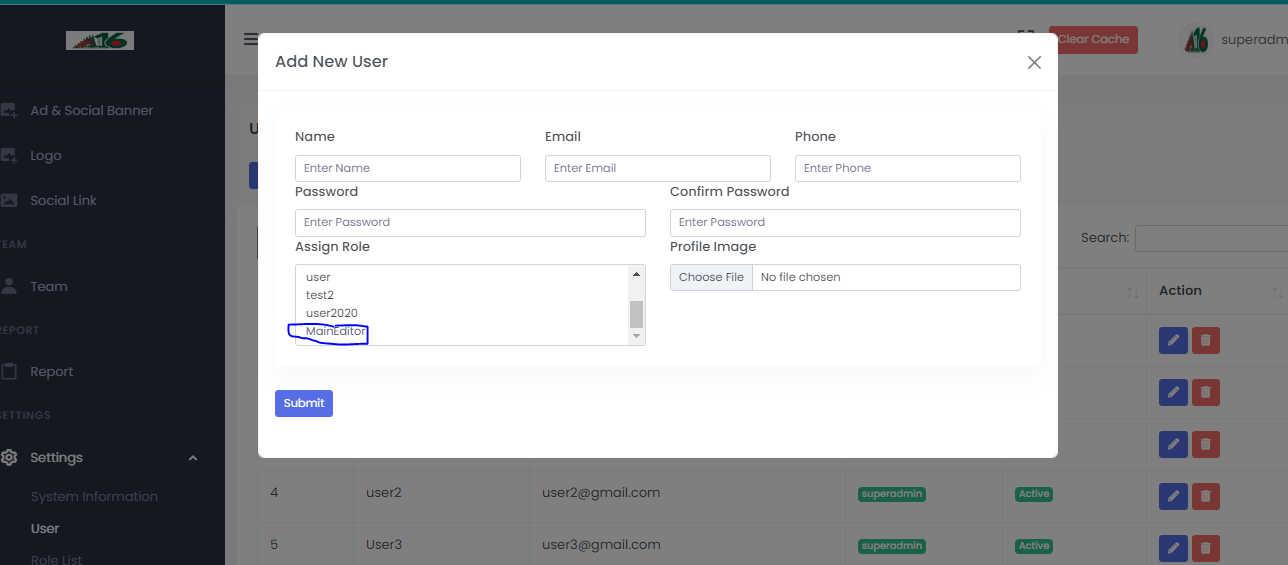 16
Ad & Social Banner
Logo
Social Link
TEAM
Team
REPORT
Report
SETTINGS
Settings
System Information
User
Role List
Clear Cache
Add New User
Name
Email
Phone
Enter Name
Enter Email
Enter Phone
Password
Confirm Password
Enter Password
Enter Password
Assign Role
Profile Image
user
test2
user2020
MainEditor
Choose File
No file chosen
Submit
Search:
Action
4
user2
user2@gmail.com
superadmin
Active
5
User3
user3@gmail.com
superadmin
Active